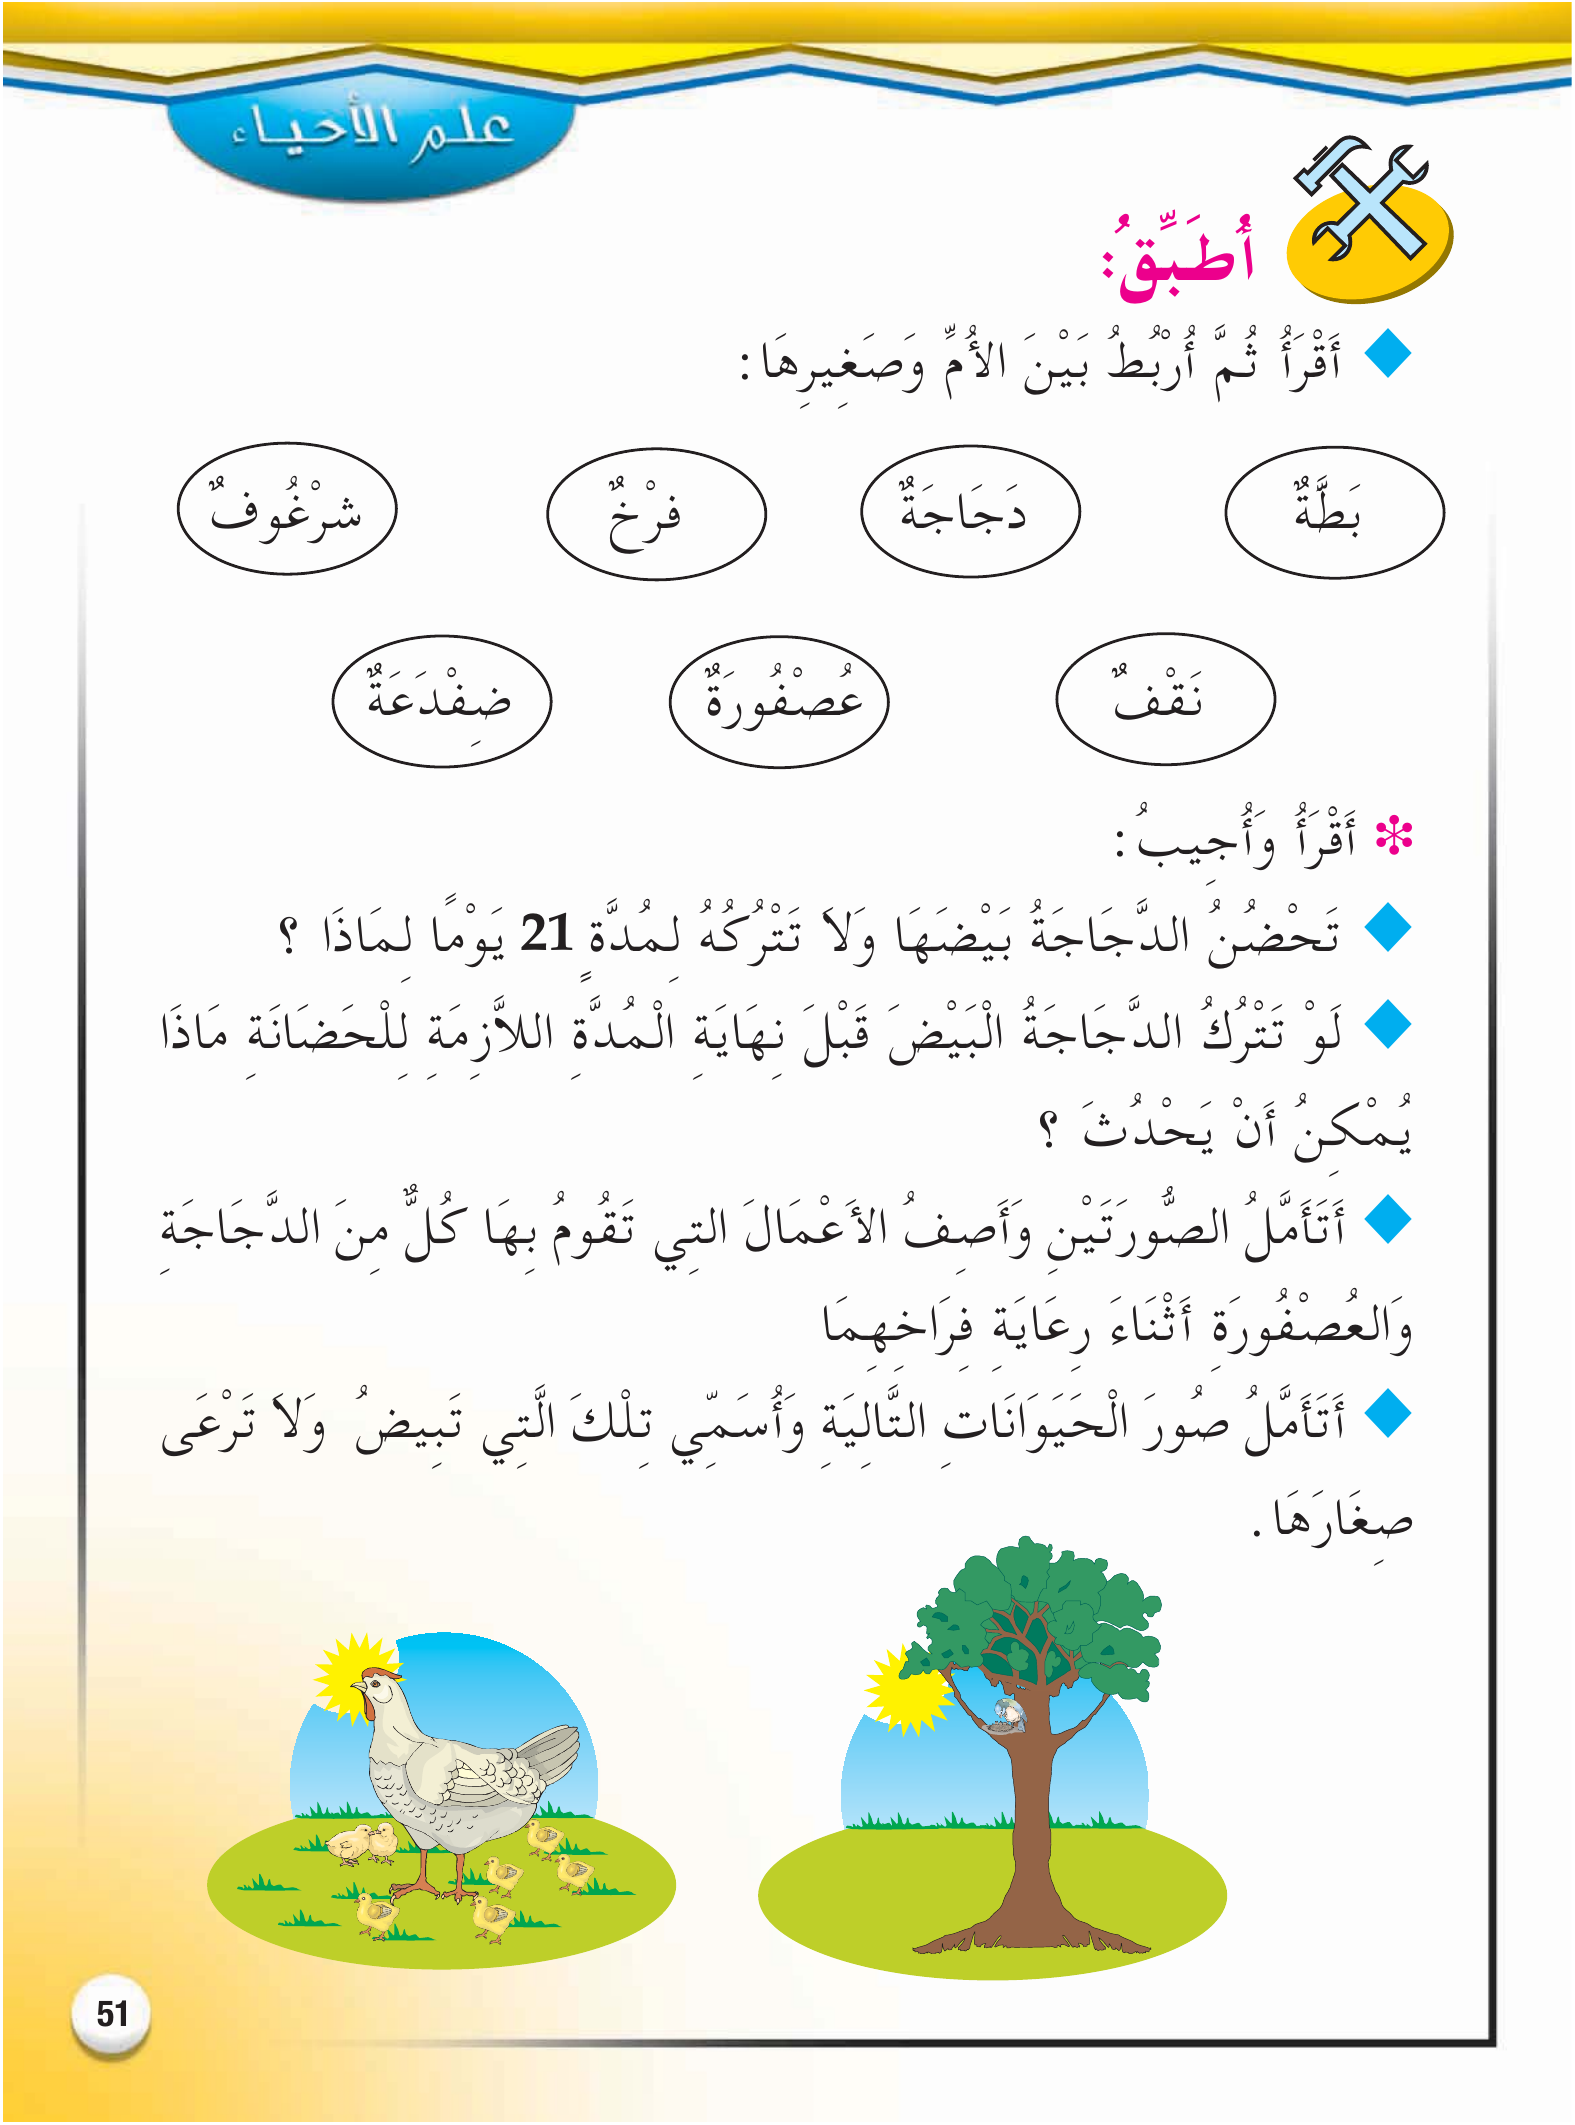 علم الأحياء
أُطَبِّقُ:
أَقْرَأُ ثُمَّ أُرْبُطُ بَيْنَ الأُمِّ وَصَغِيرِهَا :
بَطَّةٌ دَجَاجَةٌ فرْخٌ شرْغُوفٌ
نَقْفٌ عُصْفُورَةٌ ضِفْدَعَةٌ
أَقْرَأُ وَأُجِيبُ :
تَحْضُنُ الدَّجَاجَةُ بَيْضَهَا وَلاَ تَتْرُكُهُ لِمُدَّةٍ 21 يَوْمًا لِمَاذَا ؟
لَوْ تَتْرُكُ الدَّجَاجَةُ الْبَيْضَ قَبْلَ نِهَايَةِ الْمُدَّةِ اللاَّزِمَةِ لِلْحَضَانَةِ مَاذَا
يُمْكِنُ أَنْ يَحْدُثَ ؟
أَتَأَمَّلُ الصُّورَتَيْنِ وَأَصِفُ الأَعْمَالَ التِي تَقُومُ بِهَا كُلٌّ مِنَ الدَّجَاجَةِ
وَالعُصْفُورَةِ أَثْنَاءَ رِعَايَةِ فِرَاخِهِمَا
أَتَأَمَّلُ صُورَ الْحَيَوَانَاتِ التَّالِيَةِ وَأُسَمِّي تِلْكَ الَّتِي تَبِيضُ وَلاَ تَرْعَى
صِغَارَهَا .
51